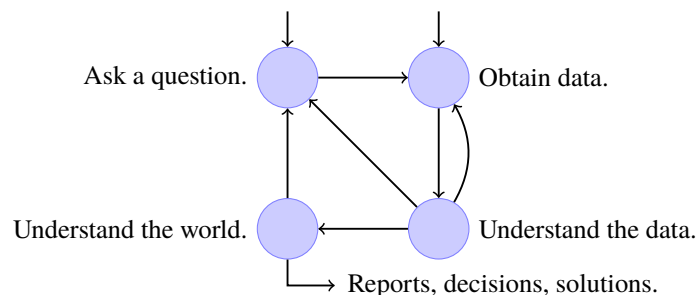 Ask a question.
Obtain data.
Understand the world.
Understand the data.
Reports, decisions, solutions.